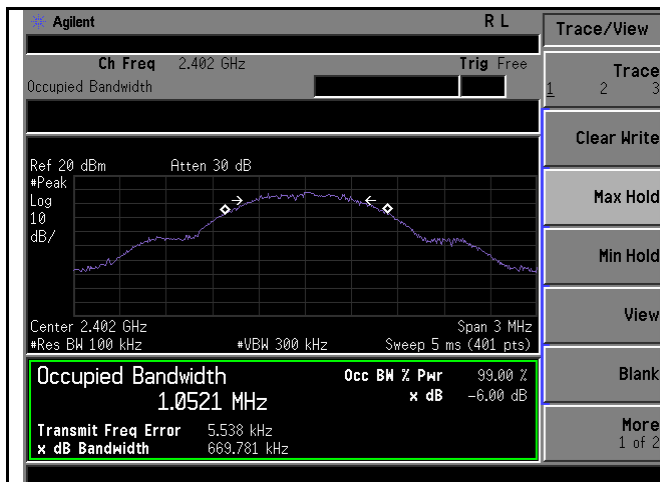 Agilent R L Trace/View
Ch Freq 2.402 GHz Trig Free
Occupied Bandwidth
Trace
1 2 3
Clear Write
Max Hold
Min Hold
View
Blank
More
1 of 2
Ref 20 dBm Atten 30 dB
#Peak
Log
10
dB/
Center 2.402 GHz Span 3 MHz
#Res BW 100 kHz #VBW 300 kHz Sweep 5 ms (401 pts)
Occupied Bandwidth Occ BW % Pwr 99.00 %
1.0521 MHz x dB -6.00 dB
Transmit Freq Error 5.538 kHz
x dB Bandwidth 669.781 kHz